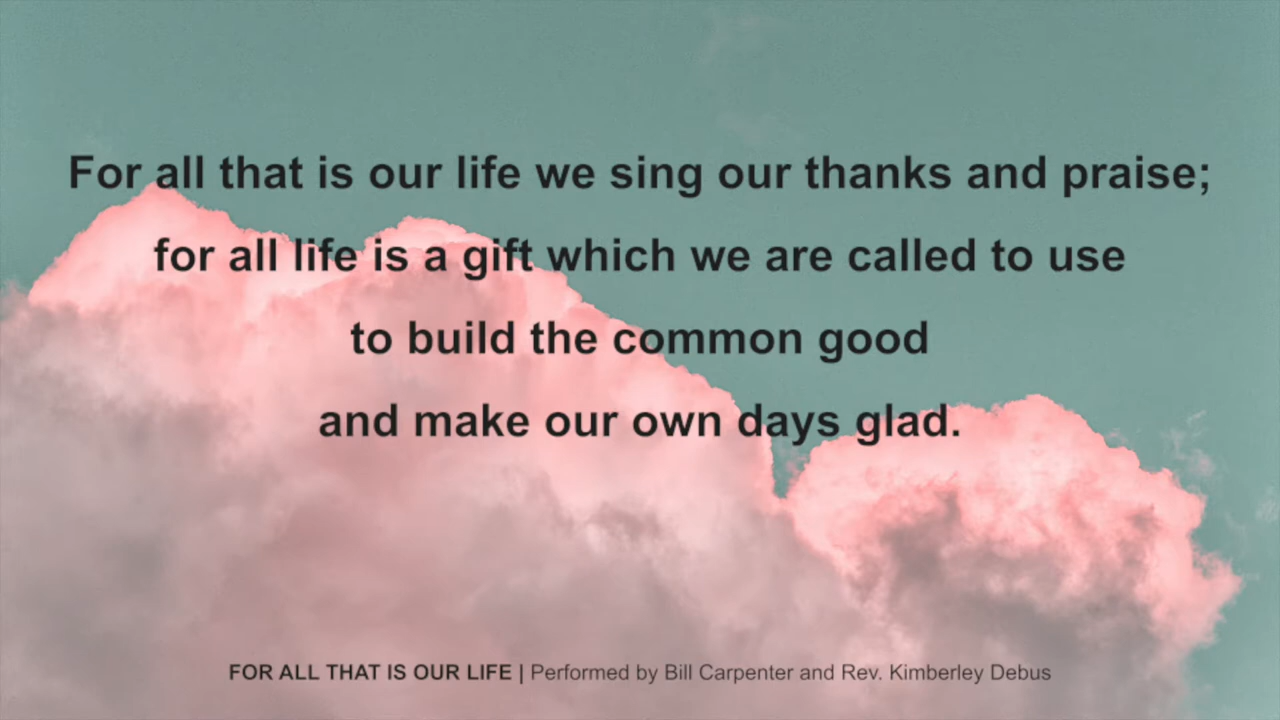 For all that is our life we sing our thanks and praise;
for all life is a gift which we are called to use
to build the common good
and make our own days glad.
FOR ALL THAT IS OUR LIFE | Performed by Bill Carpenter and Rev. Kimberley Debus